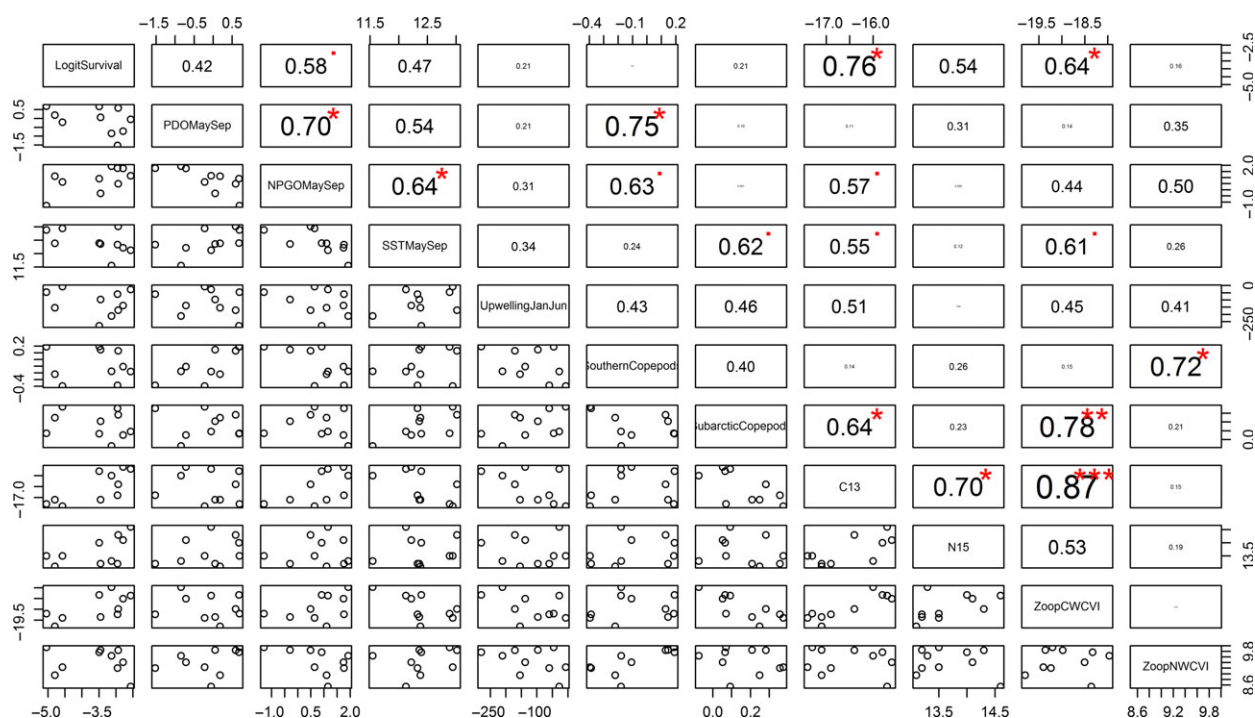 −1.5 −0.5 0.5 11.5 12.5 −0.4 −0.1 0.2 −17.0 −16.0 −19.5 −18.5
LogitSurvival 0.42 0.58 . 0.47 0.21 0.21 0.76 * 0.54 0.64 * 0.16 −5.0 −2.5
−1.5 0.5 PDOMaySep 0.70 * 0.54 0.21 0.75 * 0.31 0.14 0.35
NPGOMaySep 0.64 * 0.31 0.63 . 0.57 . 0.44 0.50 −1.0 2.0
11.5 SSTMaySep 0.34 0.24 0.62 . 0.55 . 0.12 0.61 . 0.26
UpwellingJanJun 0.43 0.46 0.51 0.45 0.41 −250 0
−0.4 0.2 SouthernCopepods 0.40 0.14 0.26 0.15 0.72 *
SubarcticCopepod 0.64 * 0.23 0.78 ** 0.21 0.0
−17.0 C13 0.70 * 0.87 *** 0.15
N15 0.53 0.19 13.5
−19.5 ZoopCWCVI
ZoopNWCVI 8.6 9.8
−5.0 −3.5 −1.0 0.5 2.0 −250 −100 0.0 0.2 13.5 14.5 8.6 9.2 9.8